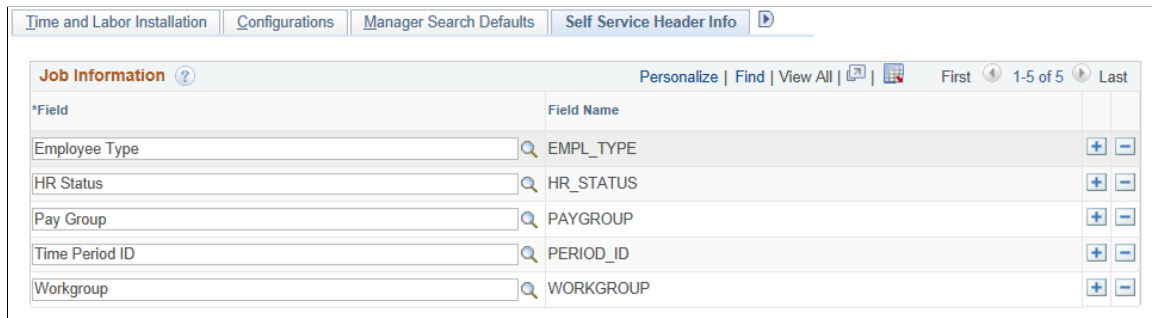 Time and Labor Installation Configurations Manager Search Defaults Self Service Header Info
Job Information ? Personalize | Find | View All | | First 1-5 of 5 Last
*Field Field Name
Employee Type EMPL_TYPE + -
HR Status HR_STATUS + -
Pay Group PAYGROUP + -
Time Period ID PERIOD_ID + -
Workgroup WORKGROUP + -